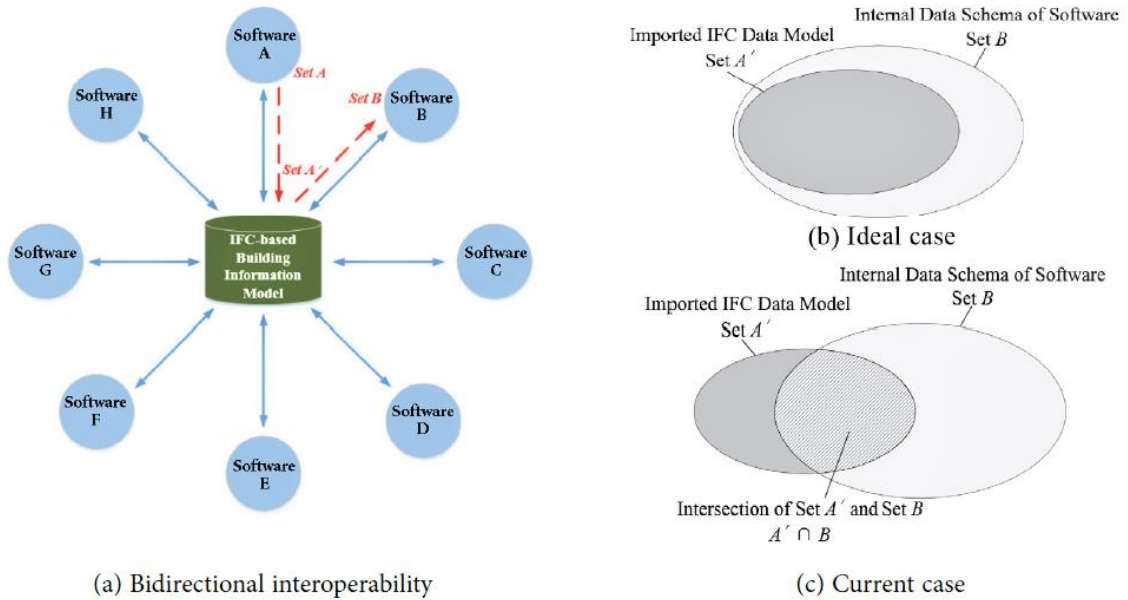 Software
A
Set A
Software
B
Set B
Set A′
Software
H
Software
G
IFC-based
Building
Information
Model
Software
C
Software
F
Software
D
Software
E
(a) Bidirectional interoperability
Internal Data Schema of Software
Set B
Imported IFC Data Model
Set A′
(b) Ideal case
Internal Data Schema of Software
Set B
Imported IFC Data Model
Set A′
Intersection of Set A′ and Set B
A′ ∩ B
(c) Current case